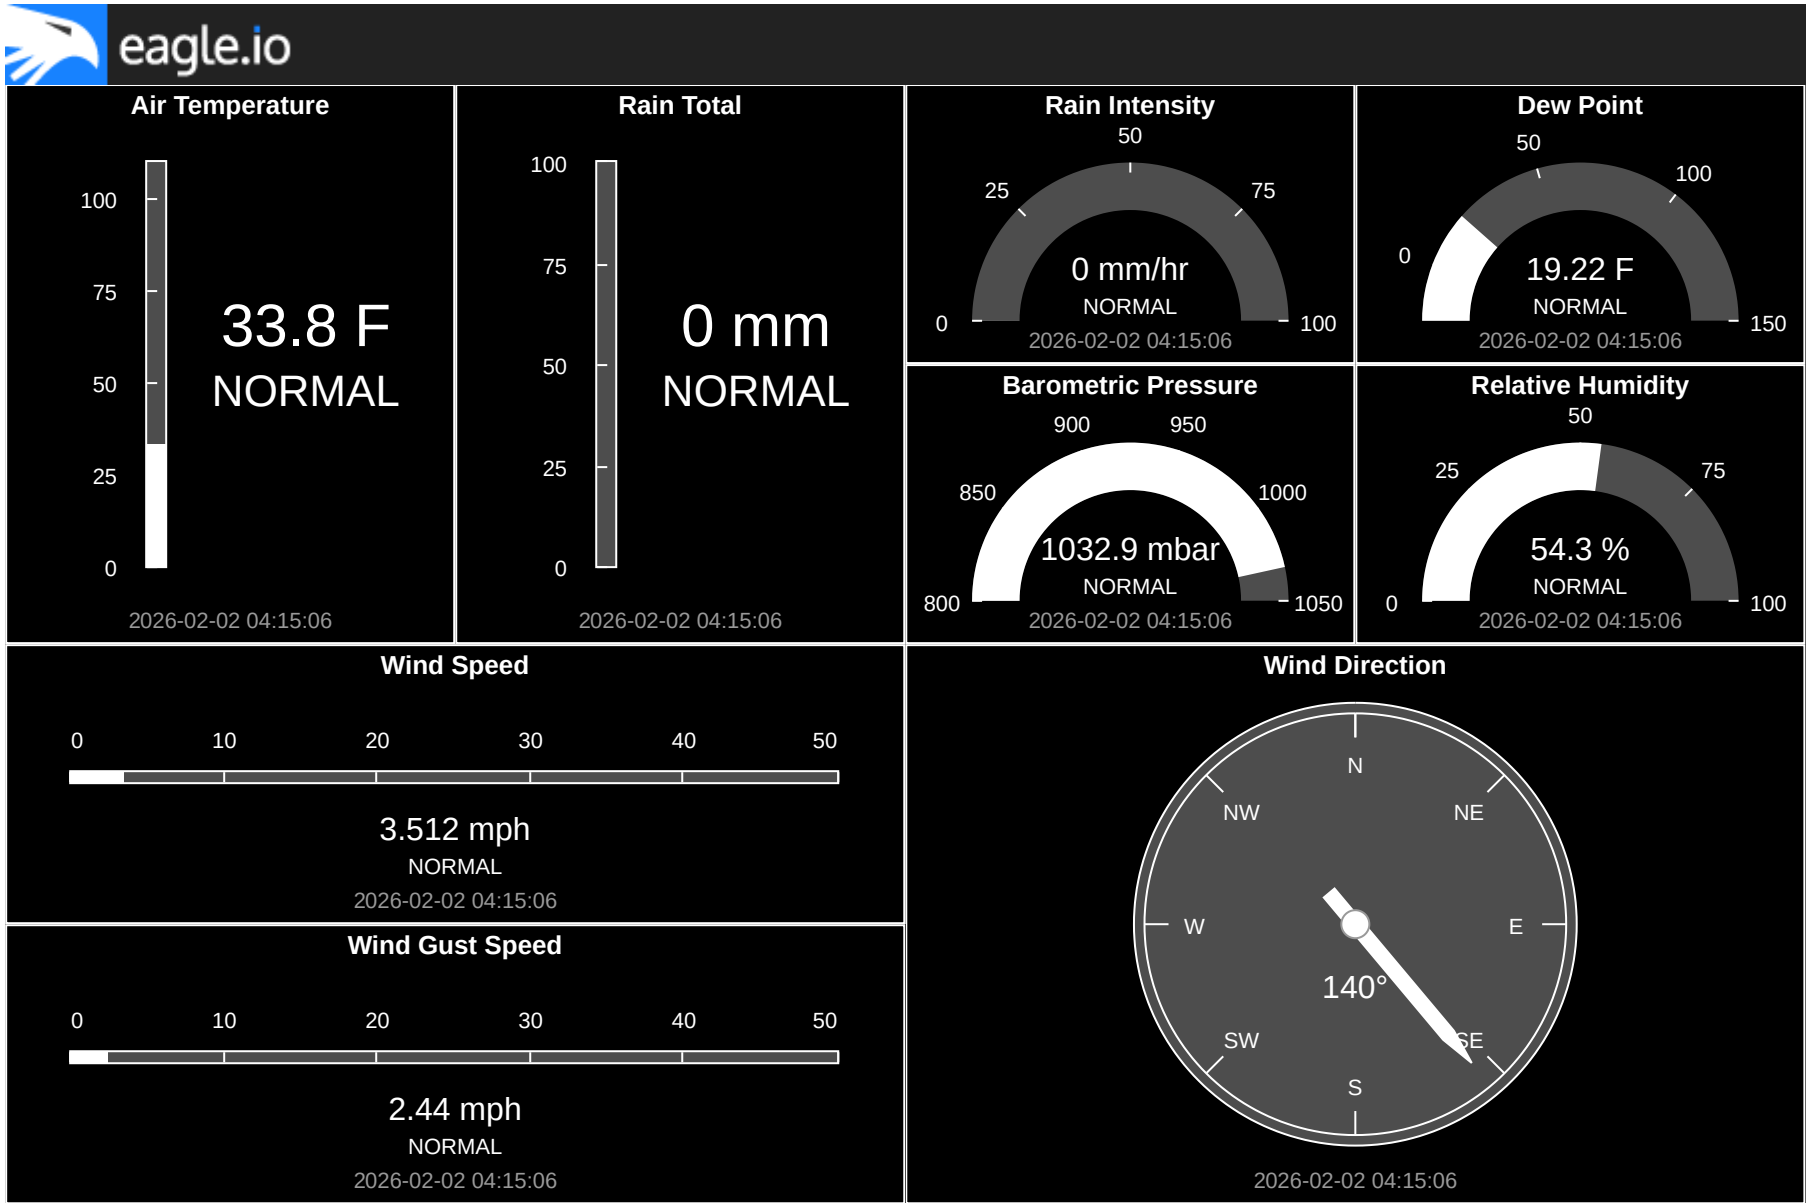 eagle.io
Air Temperature
100
75
50
25
0
33.8 F
NORMAL
2026-02-02 04:15:06
Rain Total
100
75
50
25
0
0 mm
NORMAL
2026-02-02 04:15:06
Rain Intensity
50
25
75
0
100
0 mm/hr
NORMAL
2026-02-02 04:15:06
Dew Point
50
100
0
150
19.22 F
NORMAL
2026-02-02 04:15:06
Barometric Pressure
900
950
850
1000
800
1050
1032.9 mbar
NORMAL
2026-02-02 04:15:06
Relative Humidity
50
25
75
0
100
54.3 %
NORMAL
2026-02-02 04:15:06
Wind Speed
0 10 20 30 40 50
3.512 mph
NORMAL
2026-02-02 04:15:06
Wind Gust Speed
0 10 20 30 40 50
2.44 mph
NORMAL
2026-02-02 04:15:06
Wind Direction
N
NW NE
W E
140°
SW SE
S
2026-02-02 04:15:06